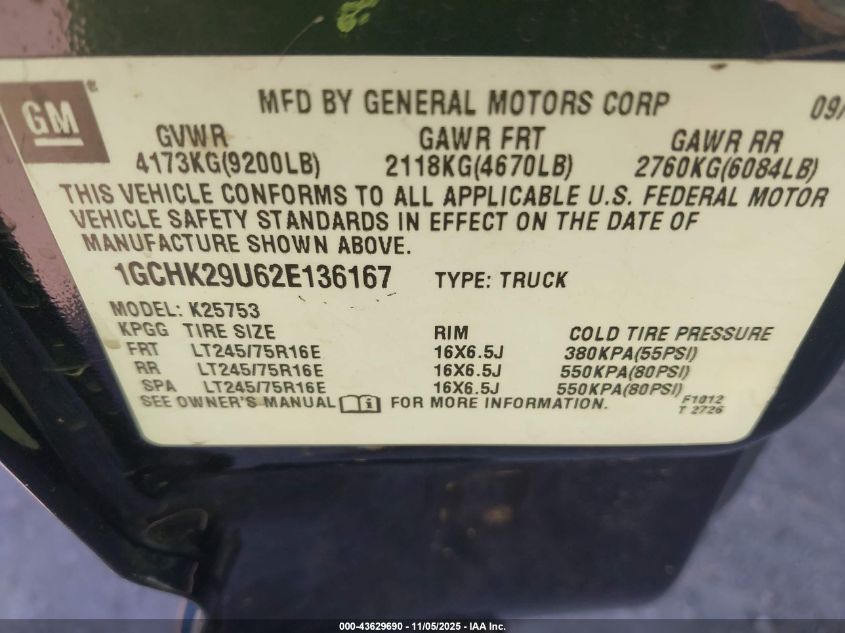 GM ®
MFD BY GENERAL MOTORS CORP 09/
GVWR GAWR FRT GAWR RR
4173KG(9200LB) 2118KG(4670LB) 2760KG(6084LB)
THIS VEHICLE CONFORMS TO ALL APPLICABLE U.S. FEDERAL MOTOR
VEHICLE SAFETY STANDARDS IN EFFECT ON THE DATE OF
MANUFACTURE SHOWN ABOVE.
1GCHK29U62E136167 TYPE: TRUCK
MODEL: K25753
KPGG TIRE SIZE RIM COLD TIRE PRESSURE
FRT LT245/75R16E 16X6.5J 380KPA(55PSI)
RR LT245/75R16E 16X6.5J 550KPA(80PSI)
SPA LT245/75R16E 16X6.5J 550KPA(80PSI)
SEE OWNER'S MANUAL FOR MORE INFORMATION. F1012
T 2726
000-43629690 - 11/05/2025 - IAA Inc.